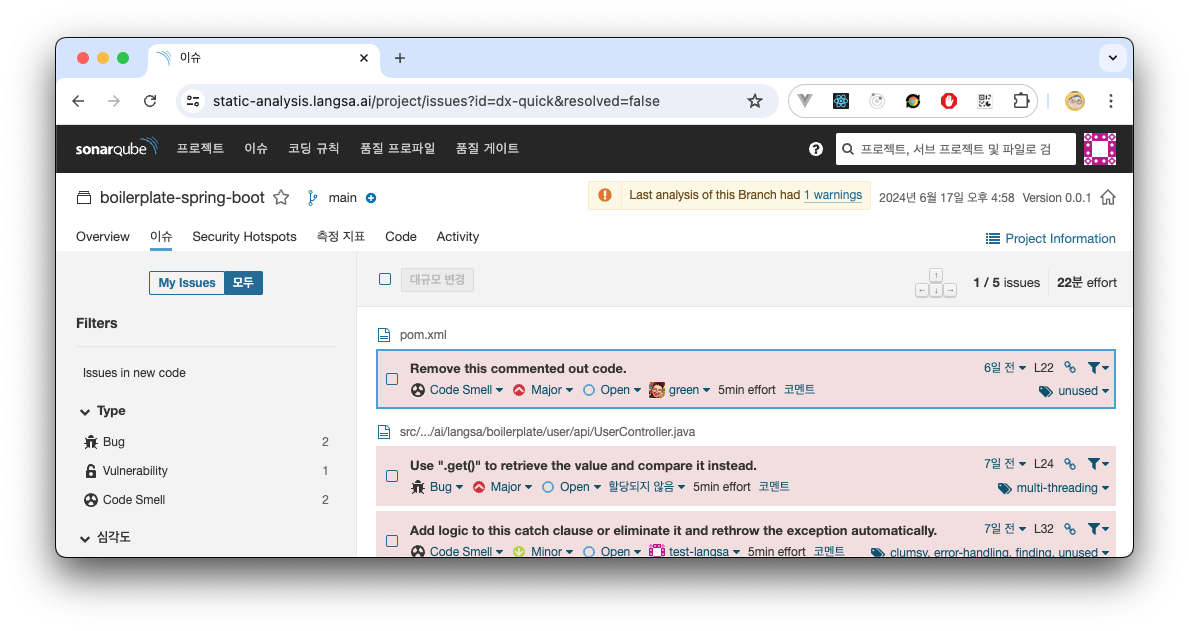 이슈
static-analysis.langsa.ai/project/issues?id=dx-quick&resolved=false
sonarqube 프로젝트 이슈 코딩 규칙 품질 프로파일 품질 게이트 프로젝트, 서브 프로젝트 및 파일로 검
boilerplate-spring-boot main Last analysis of this Branch had 1 warnings 2024년 6월 17일 오후 4:58 Version 0.0.1
Overview 이슈 Security Hotspots 측정 지표 Code Activity Project Information
My Issues 모두 대규모 변경 1 / 5 issues 22분 effort
Filters
Issues in new code
Type
Bug 2
Vulnerability 1
Code Smell 2
심각도
pom.xml
Remove this commented out code. 6일 전 L22
Code Smell Major Open green 5min effort 코멘트 unused
src/.../ai/langsa/boilerplate/user/api/UserController.java
Use ".get()" to retrieve the value and compare it instead. 7일 전 L24
Bug Major Open 할당되지 않음 5min effort 코멘트 multi-threading
Add logic to this catch clause or eliminate it and rethrow the exception automatically. 7일 전 L32
Code Smell Minor Open test-langsa 5min effort 코멘트 clumsy, error-handling, finding, unused